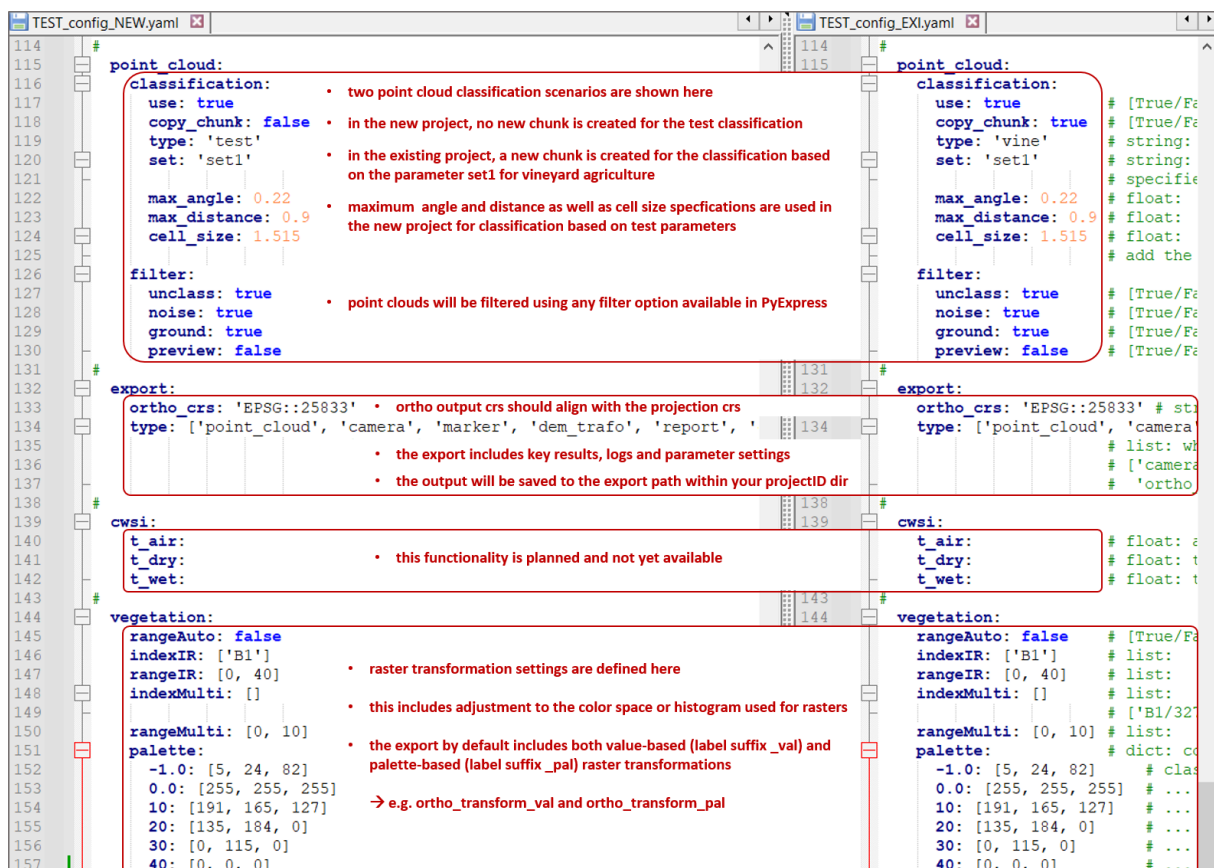 TEST_config_NEW.yaml
TEST_config_EXI.yaml
114 #
115 point_cloud:
116 classification:
117 use: true
118 copy_chunk: false
119 type: 'test'
120 set: 'set1'
121
122 max_angle: 0.22
123 max_distance: 0.9
124 cell_size: 1.515
125
126 filter:
127 unclass: true
128 noise: true
129 ground: true
130 preview: false
131 #
132 export:
133 ortho_crs: 'EPSG::25833'
134 type: ['point_cloud', 'camera', 'marker', 'dem_trafo', 'report', '
135
136
137
138 #
139 cwsi:
140 t_air:
141 t_dry:
142 t_wet:
143 #
144 vegetation:
145 rangeAuto: false
146 indexIR: ['B1']
147 rangeIR: [0, 40]
148 indexMulti: []
149
150 rangeMulti: [0, 10]
151 palette:
152 -1.0: [5, 24, 82]
153 0.0: [255, 255, 255]
154 10: [191, 165, 127]
155 20: [135, 184, 0]
156 30: [0, 115, 0]
157 40: [0, 0, 0]
• two point cloud classification scenarios are shown here
• in the new project, no new chunk is created for the test classification
• in the existing project, a new chunk is created for the classification based
on the parameter set1 for vineyard agriculture
• maximum angle and distance as well as cell size specfications are used in
the new project for classification based on test parameters
• point clouds will be filtered using any filter option available in PyExpress
• ortho output crs should align with the projection crs
• the export includes key results, logs and parameter settings
• the output will be saved to the export path within your projectID dir
• this functionality is planned and not yet available
• raster transformation settings are defined here
• this includes adjustment to the color space or histogram used for rasters
• the export by default includes both value-based (label suffix _val) and
palette-based (label suffix _pal) raster transformations
→ e.g. ortho_transform_val and ortho_transform_pal
114 #
115 point_cloud:
classification:
use: true # [True/Fa
copy_chunk: true # [True/Fa
type: 'vine' # string:
set: 'set1' # string:
# specifie
max_angle: 0.22 # float:
max_distance: 0.9 # float:
cell_size: 1.515 # float:
# add the
filter:
unclass: true # [True/Fa
noise: true # [True/Fa
ground: true # [True/Fa
preview: false # [True/Fa
131 #
132 export:
ortho_crs: 'EPSG::25833' # str
134 type: ['point_cloud', 'camera'
# list: wh
# ['camera
# 'ortho_
138 #
139 cwsi:
t_air: # float: a
t_dry: # float: t
t_wet: # float: t
143 #
144 vegetation:
rangeAuto: false # [True/Fa
indexIR: ['B1'] # list:
rangeIR: [0, 40] # list:
indexMulti: [] # list:
# ['B1/327
rangeMulti: [0, 10] # list:
palette: # dict: co
-1.0: [5, 24, 82] # clas
0.0: [255, 255, 255] # ...
10: [191, 165, 127] # ...
20: [135, 184, 0] # ...
30: [0, 115, 0] # ...
40: [0, 0, 0] # ...